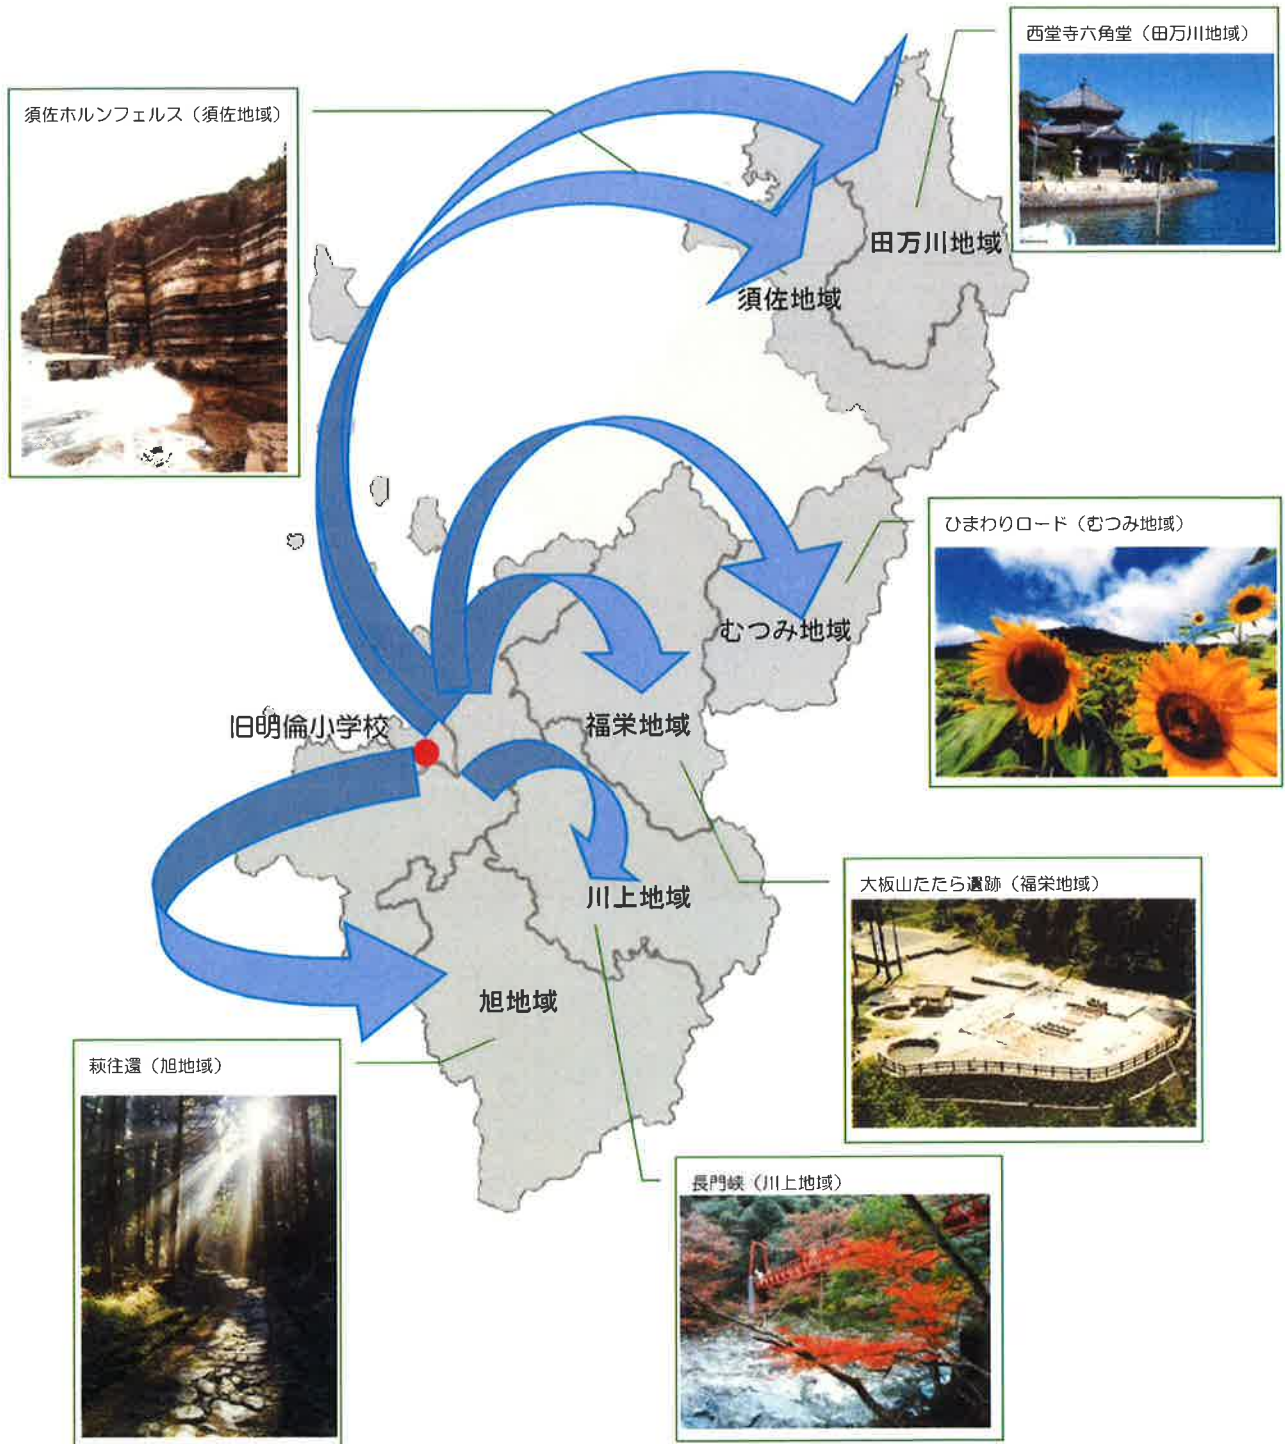 西堂寺六角堂（田万川地域）
須佐ホルンフェルス（須佐地域）
田万川地域
須佐地域
ひまわりロード（むつみ地域）
むつみ地域
福栄地域
旧明倫小学校
大板山たたら遺跡（福栄地域）
川上地域
旭地域
萩往還（旭地域）
長門峡（川上地域）